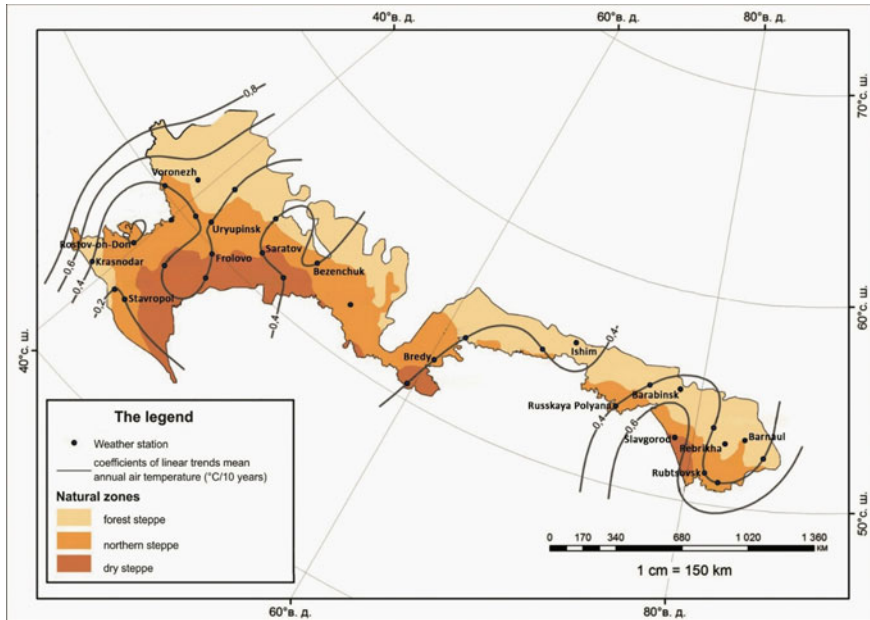 40°в. д.
60°в. д.
80°в. д.
70°с. ш.
0,8
Voronezh
0,2
Uryupinsk
Rostov-on-Don
Saratov
Krasnodar
Frolovo
Bezenchuk
0,6
0,4
Stavropol
0,2
60°с. ш.
0,4
0,4
40°с. ш.
Bredy
Ishim
Barabinsk
Russkaya Polyana
0,4
0,6
Slavgorod
Barnaul
Rebrikha
Rubtsovsk
50°с. ш.
The legend
Weather station
coefficients of linear trends mean
annual air temperature (°C/10 years)
Natural zones
forest steppe
northern steppe
dry steppe
0 170 340 680 1 020 1 360
КМ
1 cm = 150 km
60°в. д.
80°в. д.